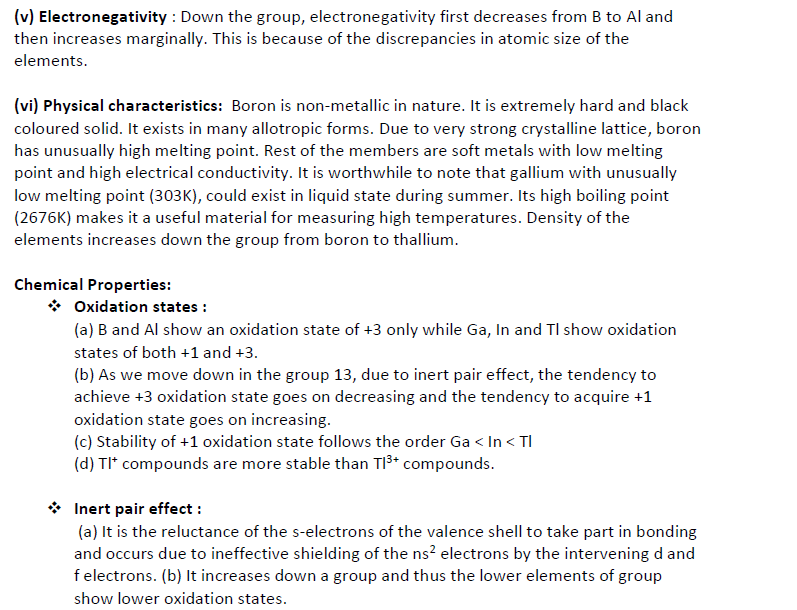 (v) Electronegativity : Down the group, electronegativity first decreases from B to Al and
then increases marginally. This is because of the discrepancies in atomic size of the
elements.
(vi) Physical characteristics: Boron is non-metallic in nature. It is extremely hard and black
coloured solid. It exists in many allotropic forms. Due to very strong crystalline lattice, boron
has unusually high melting point. Rest of the members are soft metals with low melting
point and high electrical conductivity. It is worthwhile to note that gallium with unusually
low melting point (303K), could exist in liquid state during summer. Its high boiling point
(2676K) makes it a useful material for measuring high temperatures. Density of the
elements increases down the group from boron to thallium.
Chemical Properties:
❖ Oxidation states :
(a) B and Al show an oxidation state of +3 only while Ga, In and Tl show oxidation
states of both +1 and +3.
(b) As we move down in the group 13, due to inert pair effect, the tendency to
achieve +3 oxidation state goes on decreasing and the tendency to acquire +1
oxidation state goes on increasing.
(c) Stability of +1 oxidation state follows the order Ga < In < Tl
(d) Tl⁺ compounds are more stable than Tl³⁺ compounds.
❖ Inert pair effect :
(a) It is the reluctance of the s-electrons of the valence shell to take part in bonding
and occurs due to ineffective shielding of the ns² electrons by the intervening d and
f electrons. (b) It increases down a group and thus the lower elements of group
show lower oxidation states.